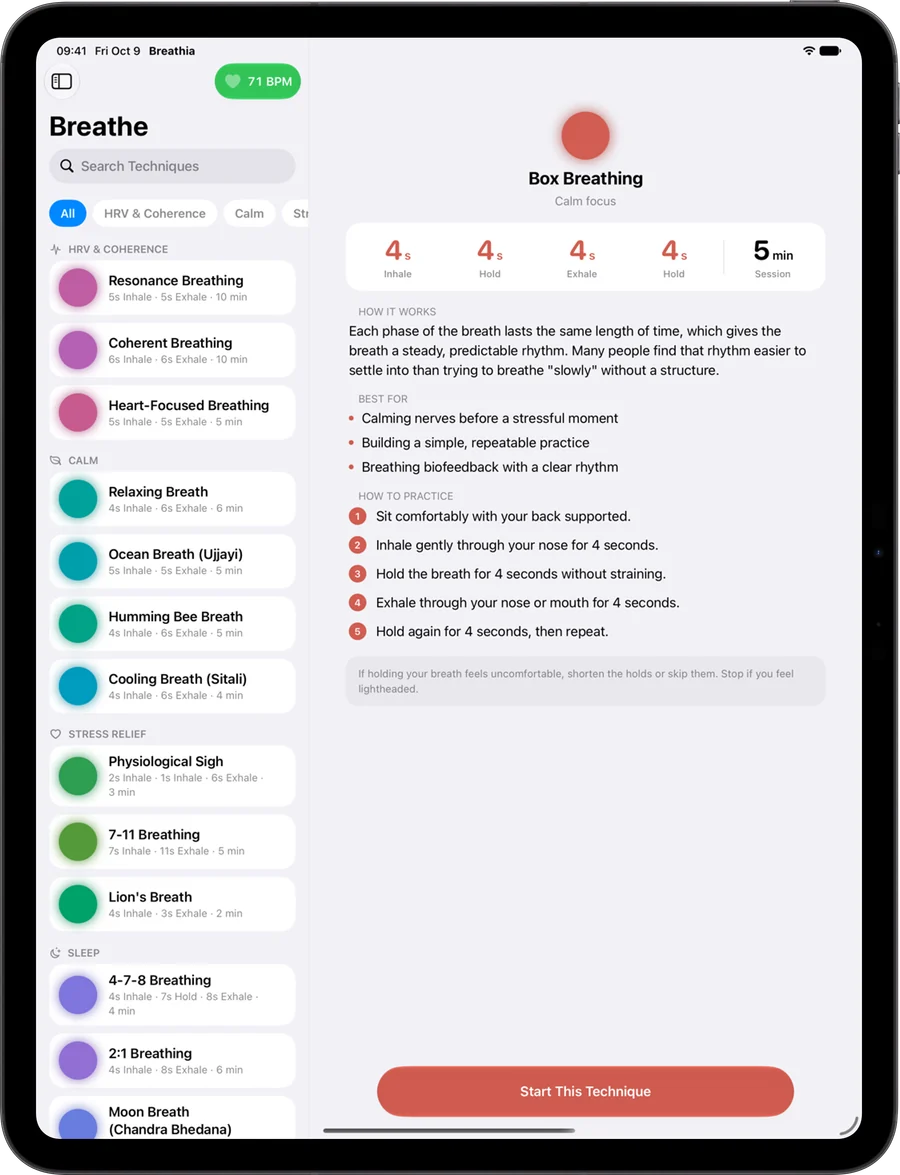 09:41 Fri Oct 9 Breathia
71 BPM
Breathe
Search Techniques
All
HRV & Coherence
Calm
Str
HRV & COHERENCE
Resonance Breathing
5s Inhale · 5s Exhale · 10 min
Coherent Breathing
6s Inhale · 6s Exhale · 10 min
Heart-Focused Breathing
5s Inhale · 5s Exhale · 5 min
CALM
Relaxing Breath
4s Inhale · 6s Exhale · 6 min
Ocean Breath (Ujjayi)
5s Inhale · 5s Exhale · 5 min
Humming Bee Breath
4s Inhale · 6s Exhale · 5 min
Cooling Breath (Sitali)
4s Inhale · 6s Exhale · 4 min
STRESS RELIEF
Physiological Sigh
2s Inhale · 1s Inhale · 6s Exhale ·
3 min
7-11 Breathing
7s Inhale · 11s Exhale · 5 min
Lion's Breath
4s Inhale · 3s Exhale · 2 min
SLEEP
4-7-8 Breathing
4s Inhale · 7s Hold · 8s Exhale ·
4 min
2:1 Breathing
4s Inhale · 8s Exhale · 6 min
Moon Breath
(Chandra Bhedana)
Box Breathing
Calm focus
4 s 4 s 4 s 4 s 5 min
Inhale Hold Exhale Hold Session
HOW IT WORKS
Each phase of the breath lasts the same length of time, which gives the
breath a steady, predictable rhythm. Many people find that rhythm easier to
settle into than trying to breathe "slowly" without a structure.
BEST FOR
• Calming nerves before a stressful moment
• Building a simple, repeatable practice
• Breathing biofeedback with a clear rhythm
HOW TO PRACTICE
1 Sit comfortably with your back supported.
2 Inhale gently through your nose for 4 seconds.
3 Hold the breath for 4 seconds without straining.
4 Exhale through your nose or mouth for 4 seconds.
5 Hold again for 4 seconds, then repeat.
If holding your breath feels uncomfortable, shorten the holds or skip them. Stop if you feel
lightheaded.
Start This Technique